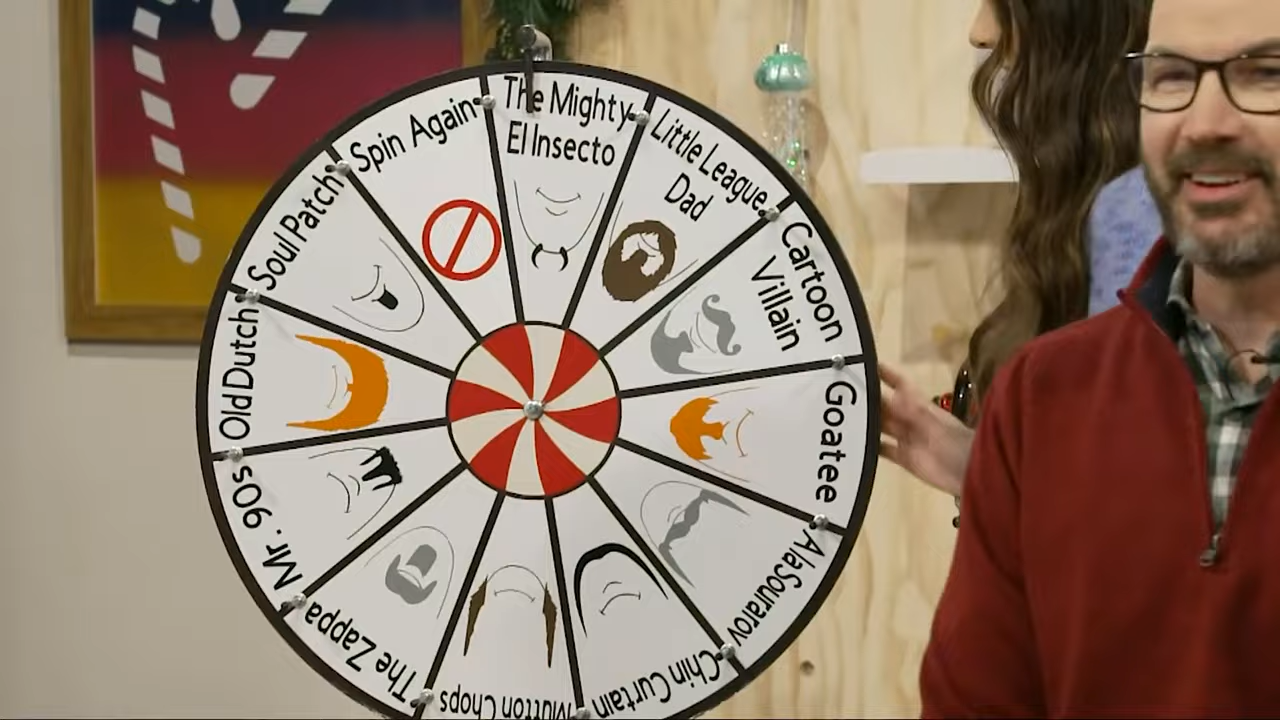 The Mighty
El Insecto
Little League
Dad
Cartoon
Villain
Goatee
AlaSourarov
Chin Curtain
Mutton Chops
The Zappa
Mr. 90s
Old Dutch
Soul Patch
Spin Again